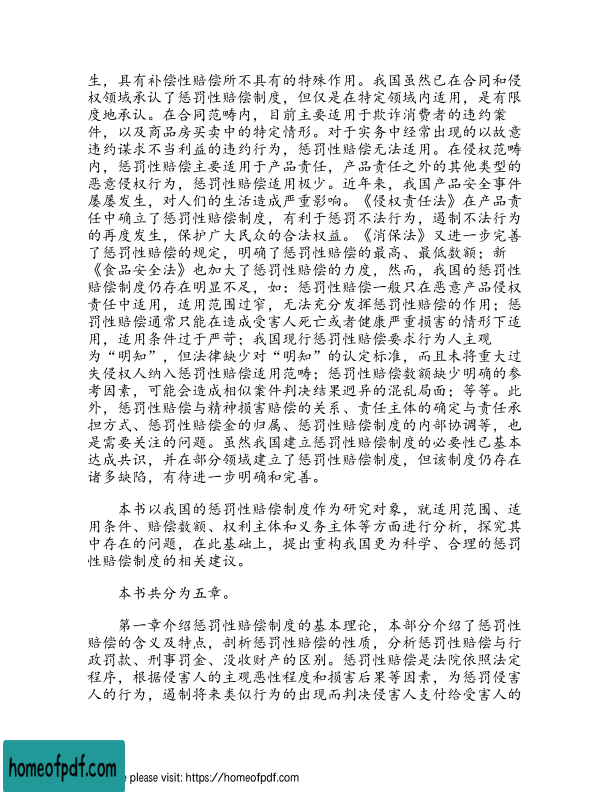 生，具有补偿性赔偿所不具有的特殊作用。我国虽然已在合同和侵
权领域承认了惩罚性赔偿制度，但仅是在特定领域内适用，是有限
度地承认。在合同范畴内，目前主要适用于欺诈消费者的违约案
件，以及商品房买卖中的特定情形。对于实务中经常出现的以故意
违约谋求不当利益的违约行为，惩罚性赔偿无法适用。在侵权范畴
内，惩罚性赔偿主要适用于产品责任，产品责任之外的其他类型的
恶意侵权行为，惩罚性赔偿适用极少。近年来，我国产品安全事件
屡屡发生，对人们的生活造成严重影响。《侵权责任法》在产品责
任中确立了惩罚性赔偿制度，有利于惩罚不法行为，遏制不法行为
的再度发生，保护广大民众的合法权益。《消保法》又进一步完善
了惩罚性赔偿的规定，明确了惩罚性赔偿的最高、最低数额；新
《食品安全法》也加大了惩罚性赔偿的力度，然而，我国的惩罚性
赔偿制度仍存在明显不足，如：惩罚性赔偿一般只在恶意产品侵权
责任中适用，适用范围过窄，无法充分发挥惩罚性赔偿的作用；惩
罚性赔偿通常只能在造成受害人死亡或者健康严重损害的情形下适
用，适用条件过于严苛；我国现行惩罚性赔偿要求行为人主观
为“明知”，但法律缺少对“明知”的认定标准，而且未将重大过
失侵权人纳入惩罚性赔偿适用范畴；惩罚性赔偿数额缺少明确的参
考因素，可能会造成相似案件判决结果迥异的混乱局面；等等。此
外，惩罚性赔偿与精神损害赔偿的关系、责任主体的确定与责任承
担方式、惩罚性赔偿金的归属、惩罚性赔偿制度的内部协调等，也
是需要关注的问题。虽然我国建立惩罚性赔偿制度的必要性已基本
达成共识，并在部分领域建立了惩罚性赔偿制度，但该制度仍存在
诸多缺陷，有待进一步明确和完善。
本书以我国的惩罚性赔偿制度作为研究对象，就适用范围、适
用条件、赔偿数额、权利主体和义务主体等方面进行分析，探究其
中存在的问题，在此基础上，提出重构我国更为科学、合理的惩罚
性赔偿制度的相关建议。
本书共分为五章。
第一章介绍惩罚性赔偿制度的基本理论，本部分介绍了惩罚性
赔偿的含义及特点，剖析惩罚性赔偿的性质，分析惩罚性赔偿与行
政罚款、刑事罚金、没收财产的区别。惩罚性赔偿是法院依照法定
程序，根据侵害人的主观恶性程度和损害后果等因素，为惩罚侵害
人的行为，遏制将来类似行为的出现而判决侵害人支付给受害人的
homeofpdf.com
please visit: https://homeofpdf.com